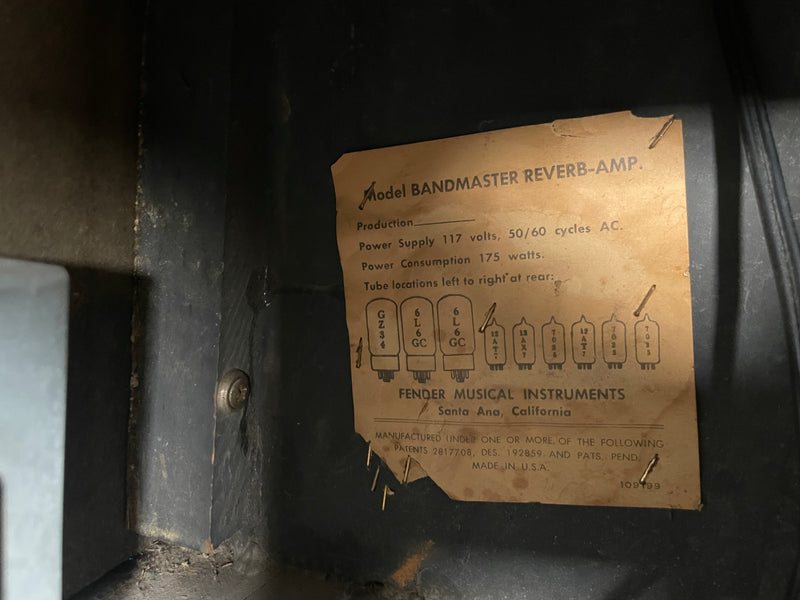 Model BANDMASTER REVERB-AMP.
Production
Power Supply 117 volts, 50/60 cycles AC.
Power Consumption 175 watts.
Tube locations left to right at rear:
GZ34 6L6GC 6L6GC 12AT7 12AX7 7025 12AT7 7025 7025
FENDER MUSICAL INSTRUMENTS
Santa Ana, California
MANUFACTURED UNDER ONE OR MORE OF THE FOLLOWING
PATENTS 2817708, DES. 192859 AND PATS. PEND.
MADE IN U.S.A.